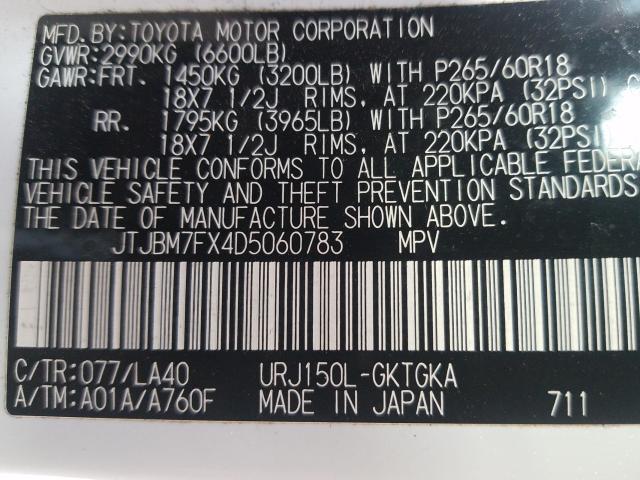 MFD.BY:TOYOTA MOTOR CORPORATION
GVWR:2990KG (6600LB)
GAWR:FRT. 1450KG (3200LB) WITH P265/60R18
18X7 1/2J RIMS, AT 220KPA (32PSI)
RR. 1795KG (3965LB) WITH P265/60R18
18X7 1/2J RIMS, AT 220KPA (32PSI)
THIS VEHICLE CONFORMS TO ALL APPLICABLE FEDERA
VEHICLE SAFETY AND THEFT PREVENTION STANDARDS
THE DATE OF MANUFACTURE SHOWN ABOVE.
JTJBM7FX4D5060783 MPV
C/TR:077/LA40 URJ150L-GKTGKA
A/TM:A01A/A760F MADE IN JAPAN 711